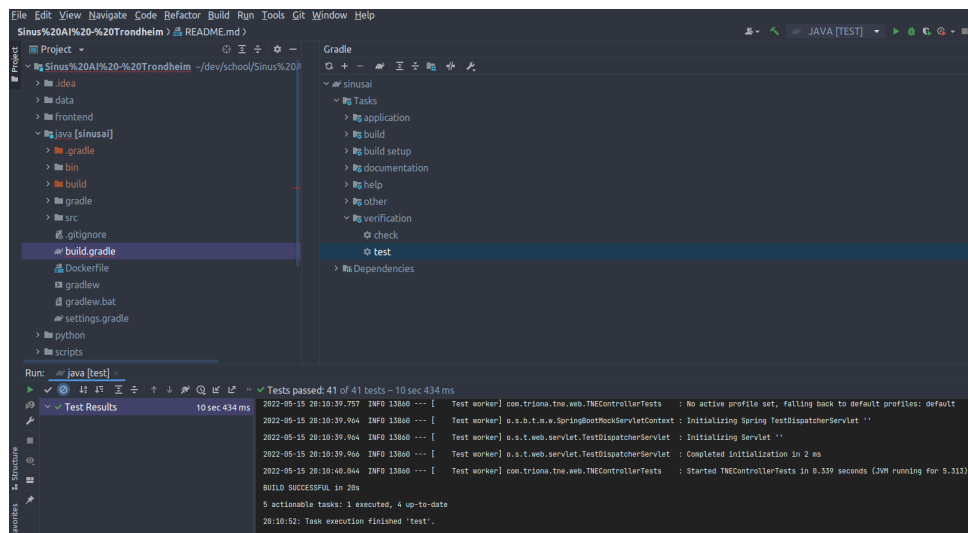 File Edit View Navigate Code Refactor Build Run Tools Git Window Help
Sinus%20AI%20-%20Trondheim › README.md ›
JAVA [TEST]
Project
Project
Sinus%20AI%20-%20Trondheim ~/dev/school/Sinus%20A
.idea
data
frontend
java [sinusai]
.gradle
bin
build
gradle
src
.gitignore
build.gradle
Dockerfile
gradlew
gradlew.bat
settings.gradle
python
scripts
Gradle
sinusai
Tasks
application
build
build setup
documentation
help
other
verification
check
test
Dependencies
Run: java [test]
Tests passed: 41 of 41 tests – 10 sec 434 ms
Test Results 10 sec 434 ms
2022-05-15 20:10:39.757 INFO 13860 --- [ Test worker] com.triona.tne.web.TNEControllerTests : No active profile set, falling back to default profiles: default
2022-05-15 20:10:39.964 INFO 13860 --- [ Test worker] o.s.b.t.m.w.SpringBootMockServletContext : Initializing Spring TestDispatcherServlet ''
2022-05-15 20:10:39.964 INFO 13860 --- [ Test worker] o.s.t.web.servlet.TestDispatcherServlet : Initializing Servlet ''
2022-05-15 20:10:39.966 INFO 13860 --- [ Test worker] o.s.t.web.servlet.TestDispatcherServlet : Completed initialization in 2 ms
2022-05-15 20:10:40.044 INFO 13860 --- [ Test worker] com.triona.tne.web.TNEControllerTests : Started TNEControllerTests in 0.339 seconds (JVM running for 5.313)
BUILD SUCCESSFUL in 20s
5 actionable tasks: 1 executed, 4 up-to-date
20:10:52: Task execution finished 'test'.
Structure
avorites